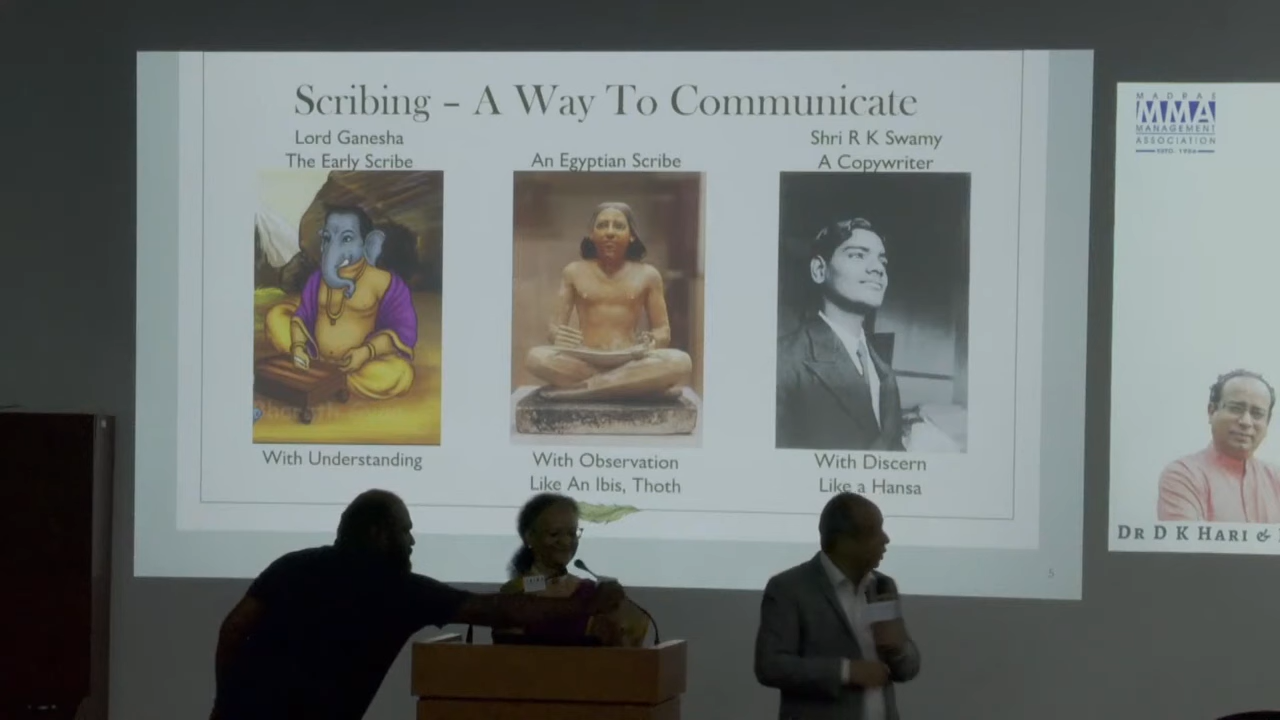 Scribing – A Way To Communicate
Lord Ganesha
The Early Scribe
An Egyptian Scribe
Shri R K Swamy
A Copywriter
With Understanding
With Observation
Like An Ibis, Thoth
With Discern
Like a Hansa
5
MADRAS
MMA
MANAGEMENT
ASSOCIATION
DR D K HARI &